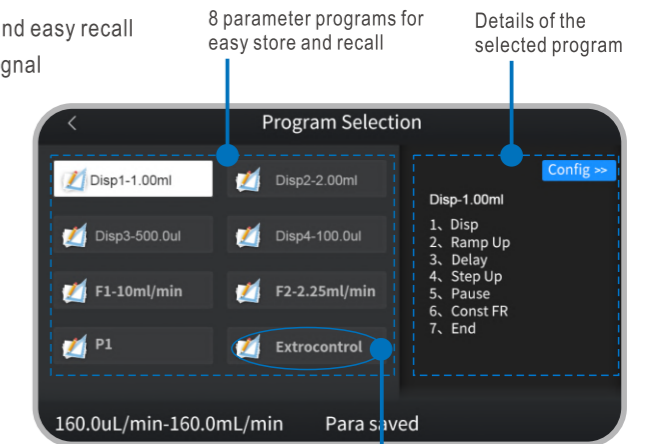 nd easy recall
gnal
8 parameter programs for
easy store and recall
Details of the
selected program
Program Selection
Disp1-1.00ml
Disp2-2.00ml
Disp3-500.0ul
Disp4-100.0ul
F1-10ml/min
F2-2.25ml/min
P1
Extrocontrol
Config >>
Disp-1.00ml
1、Disp
2、Ramp Up
3、Delay
4、Step Up
5、Pause
6、Const FR
7、End
160.0uL/min-160.0mL/min
Para saved